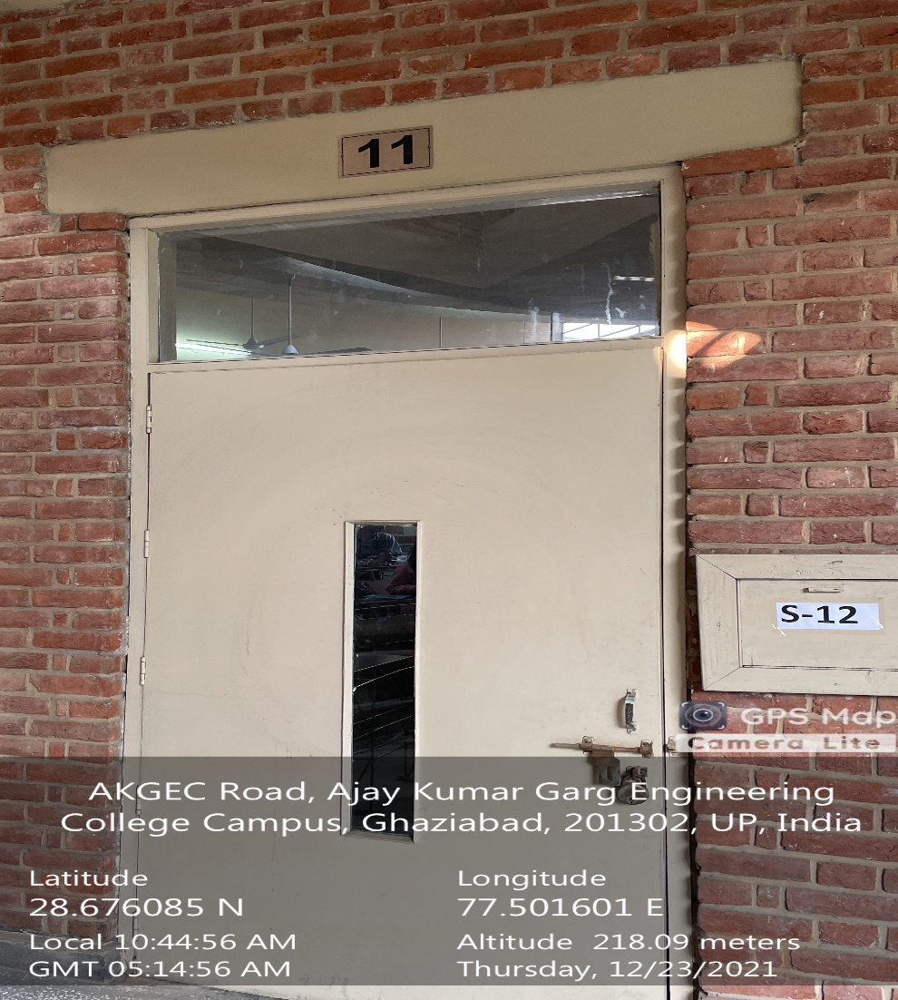 11
S-12
GPS Map
Camera Lite
AKGEC Road, Ajay Kumar Garg Engineering
College Campus, Ghaziabad, 201302, UP, India
Latitude
28.676085 N
Longitude
77.501601 E
Local 10:44:56 AM
Altitude 218.09 meters
GMT 05:14:56 AM
Thursday, 12/23/2021